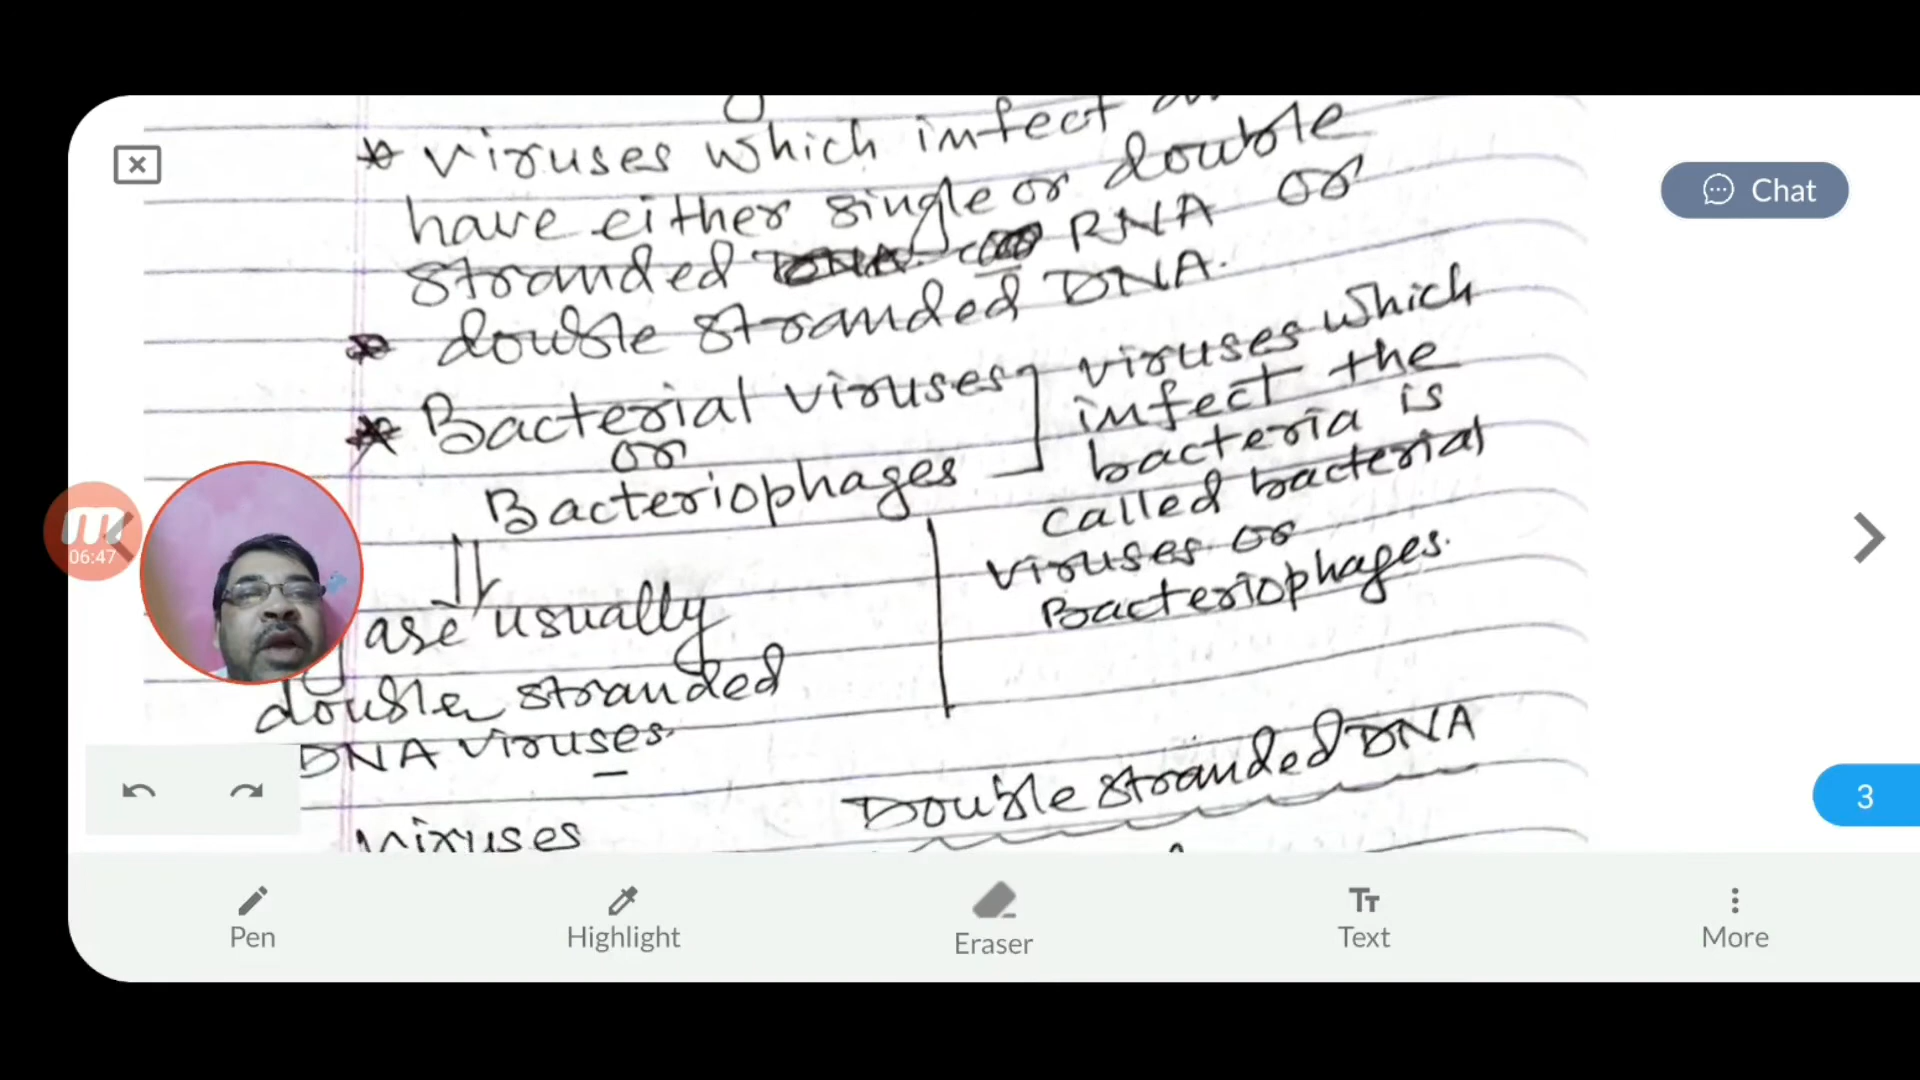 * Viruses which infect
have either single or double
stranded RNA or
* double stranded DNA.
* Bacterial viruses
or
Bacteriophages
viruses which
infect the
bacteria is
called bacterial
viruses or
Bacteriophages.
are usually
double stranded
DNA viruses.
Viruses
Double stranded DNA
Chat
06:47
3
Pen
Highlight
Eraser
Text
More